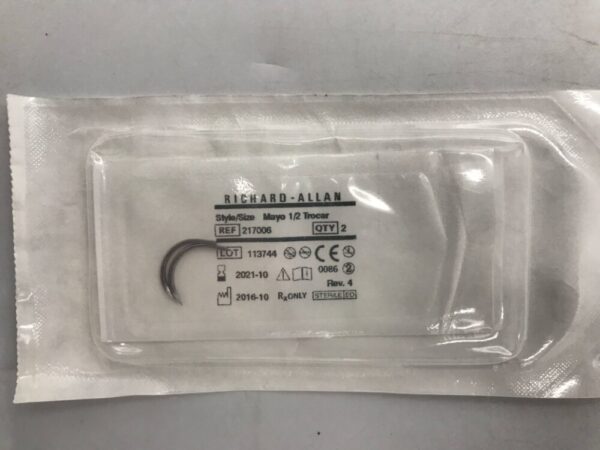 RICHARD-ALLAN
Style/Size Mayo 1/2 Trocar
REF 217006 QTY 2
LOT 113744
2021-10 0086 2
Rev. 4
2016-10 Rx ONLY STERILE EO